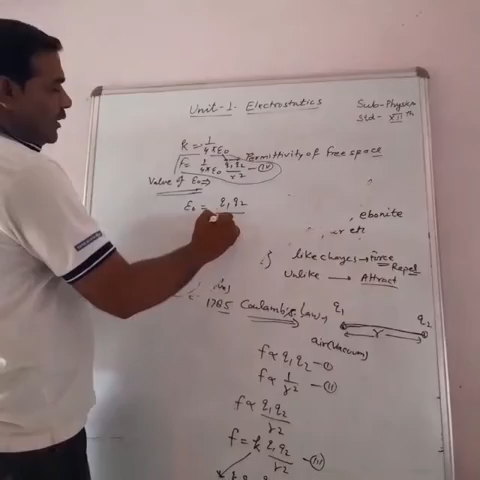 Unit-1- Electrostatics
Sub-Physics
Std- XII th
K = 1/4πε0
F = 1/4πε0 q1q2/r2 - (IV)
Permittivity of free space
Value of ε0 ⇒
ε0 = q1q2
ebonite
like charges → force Repel
Unlike → Attract
1785 Coulomb's law →
q1
q2
r
air (Vacuum)
f ∝ q1q2 - (I)
f ∝ 1/r2 - (II)
f ∝ q1q2/r2
f = k q1q2/r2 - (III)